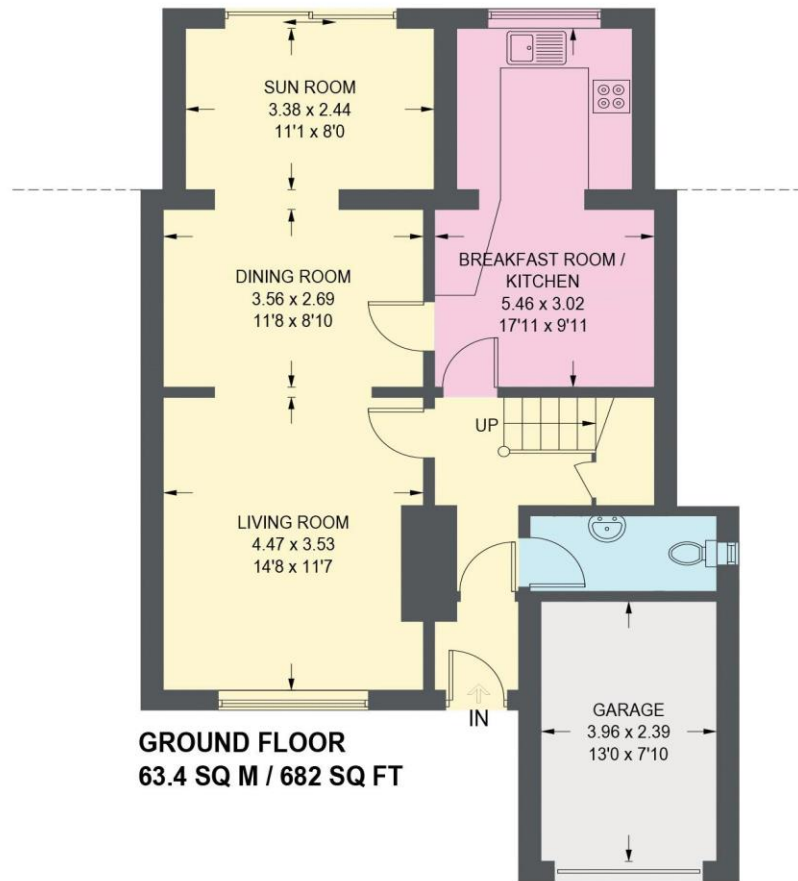 SUN ROOM
3.38 x 2.44
11'1 x 8'0
DINING ROOM
3.56 x 2.69
11'8 x 8'10
BREAKFAST ROOM /
KITCHEN
5.46 x 3.02
17'11 x 9'11
UP
LIVING ROOM
4.47 x 3.53
14'8 x 11'7
IN
GARAGE
3.96 x 2.39
13'0 x 7'10
GROUND FLOOR
63.4 SQ M / 682 SQ FT